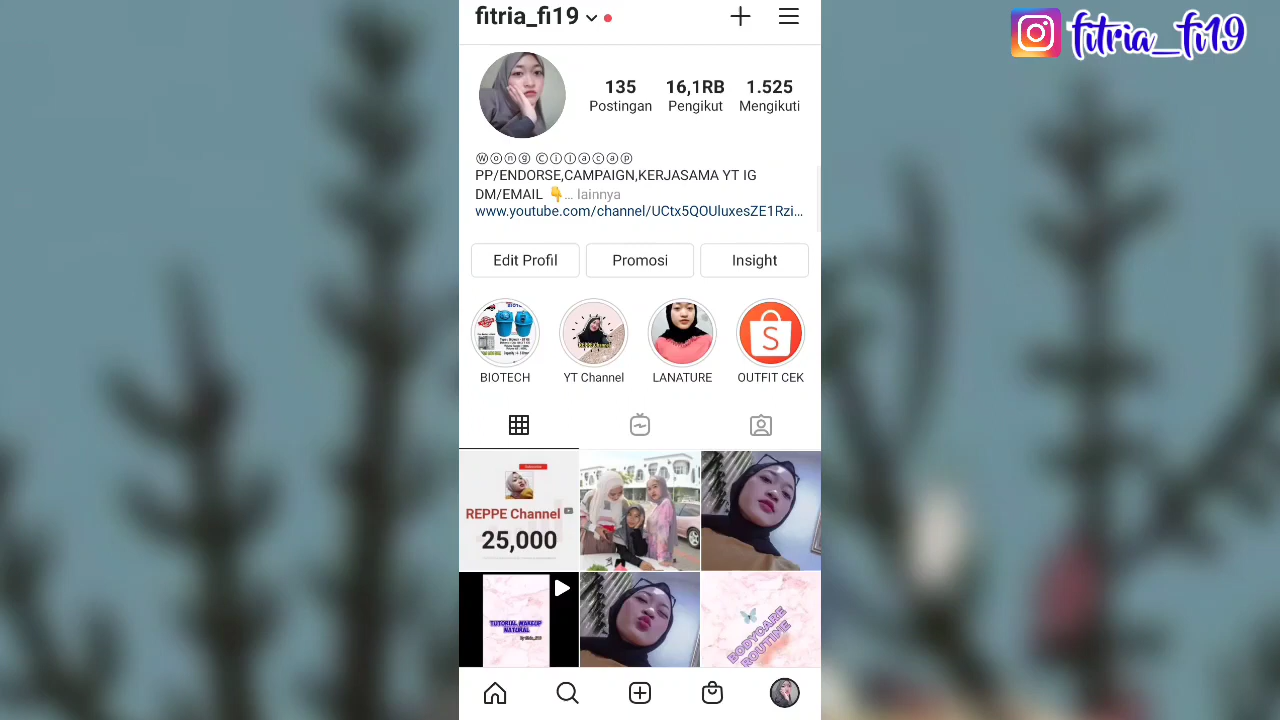 fitria_fi19
fitria_fi19
135
16,1RB
1.525
Postingan
Pengikut
Mengikuti
Ⓦⓞⓝⓖ Ⓒⓘⓛⓐⓒⓐⓟ
PP/ENDORSE,CAMPAIGN,KERJASAMA YT IG
DM/EMAIL 👇... lainnya
www.youtube.com/channel/UCtx5QOUluxesZE1Rzi...
Edit Profil
Promosi
Insight
BIOTECH
YT Channel
LANATURE
OUTFIT CEK
REPPE Channel
25,000
TUTORIAL MAKEUP
NATURAL
By fitria_fi19
BODYCARE
ROUTINE